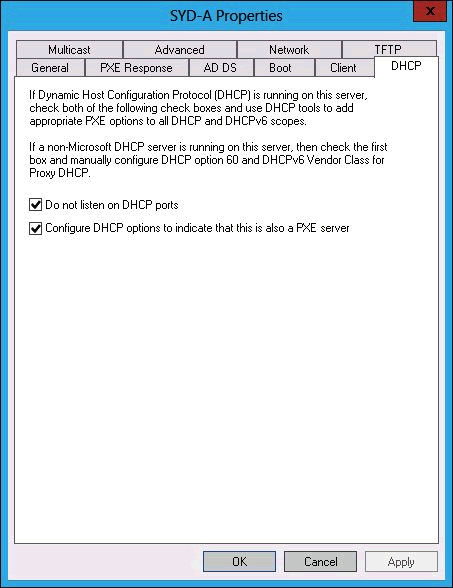 SYD-A Properties
x
Multicast Advanced Network TFTP
General PXE Response AD DS Boot Client DHCP
If Dynamic Host Configuration Protocol (DHCP) is running on this server,
check both of the following check boxes and use DHCP tools to add
appropriate PXE options to all DHCP and DHCPv6 scopes.
If a non-Microsoft DHCP server is running on this server, then check the first
box and manually configure DHCP option 60 and DHCPv6 Vendor Class for
Proxy DHCP.
Do not listen on DHCP ports
Configure DHCP options to indicate that this is also a PXE server
OK Cancel Apply